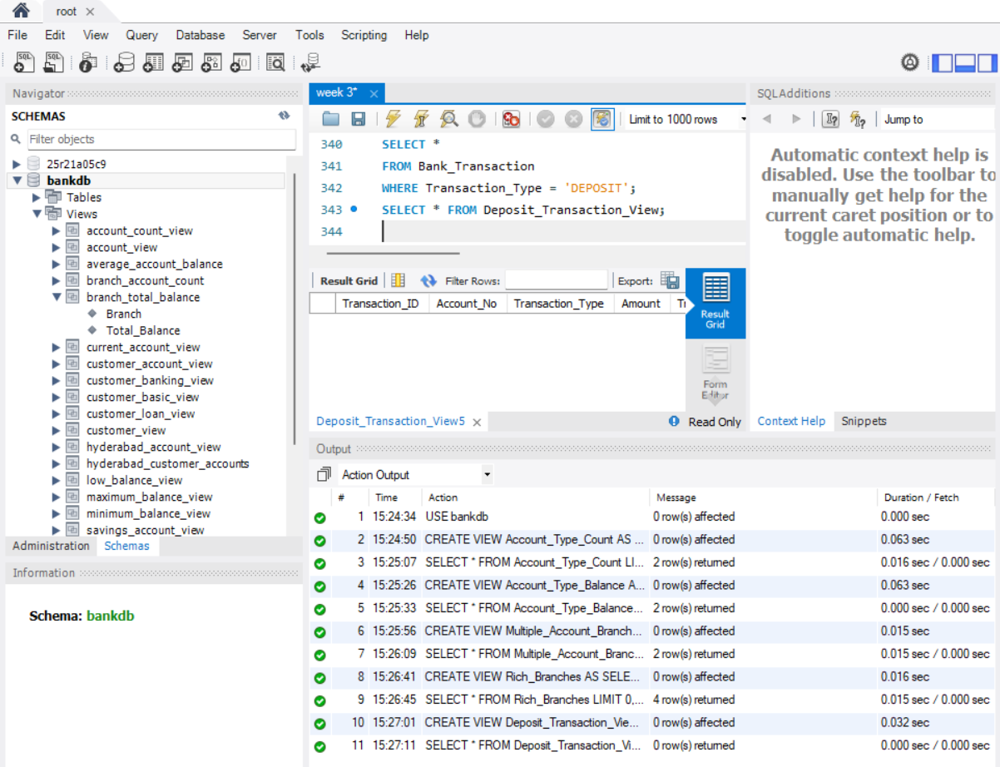 root ×
File Edit View Query Database Server Tools Scripting Help
Navigator
SCHEMAS
Filter objects
25r21a05c9
bankdb
Tables
Views
account_count_view
account_view
average_account_balance
branch_account_count
branch_total_balance
Branch
Total_Balance
current_account_view
customer_account_view
customer_banking_view
customer_basic_view
customer_loan_view
customer_view
hyderabad_account_view
hyderabad_customer_accounts
low_balance_view
maximum_balance_view
minimum_balance_view
savings_account_view
Administration Schemas
Information
Schema: bankdb
week 3* ×
Limit to 1000 rows
340 SELECT *
341 FROM Bank_Transaction
342 WHERE Transaction_Type = 'DEPOSIT';
343 SELECT * FROM Deposit_Transaction_View;
344
Result Grid Filter Rows: Export:
Transaction_ID Account_No Transaction_Type Amount
Result
Grid
Form
Editor
Deposit_Transaction_View5 × Read Only
SQLAdditions
Jump to
Automatic context help is
disabled. Use the toolbar to
manually get help for the
current caret position or to
toggle automatic help.
Context Help Snippets
Output
Action Output
# Time Action Message Duration / Fetch
1 15:24:34 USE bankdb 0 row(s) affected 0.000 sec
2 15:24:50 CREATE VIEW Account_Type_Count AS ... 0 row(s) affected 0.063 sec
3 15:25:07 SELECT * FROM Account_Type_Count LI... 2 row(s) returned 0.016 sec / 0.000 sec
4 15:25:26 CREATE VIEW Account_Type_Balance A... 0 row(s) affected 0.063 sec
5 15:25:33 SELECT * FROM Account_Type_Balance... 2 row(s) returned 0.000 sec / 0.000 sec
6 15:25:56 CREATE VIEW Multiple_Account_Branch... 0 row(s) affected 0.015 sec
7 15:26:09 SELECT * FROM Multiple_Account_Branc... 2 row(s) returned 0.015 sec / 0.000 sec
8 15:26:41 CREATE VIEW Rich_Branches AS SELE... 0 row(s) affected 0.016 sec
9 15:26:45 SELECT * FROM Rich_Branches LIMIT 0,... 4 row(s) returned 0.015 sec / 0.000 sec
10 15:27:01 CREATE VIEW Deposit_Transaction_Vie... 0 row(s) affected 0.032 sec
11 15:27:11 SELECT * FROM Deposit_Transaction_Vi... 0 row(s) returned 0.000 sec / 0.000 sec